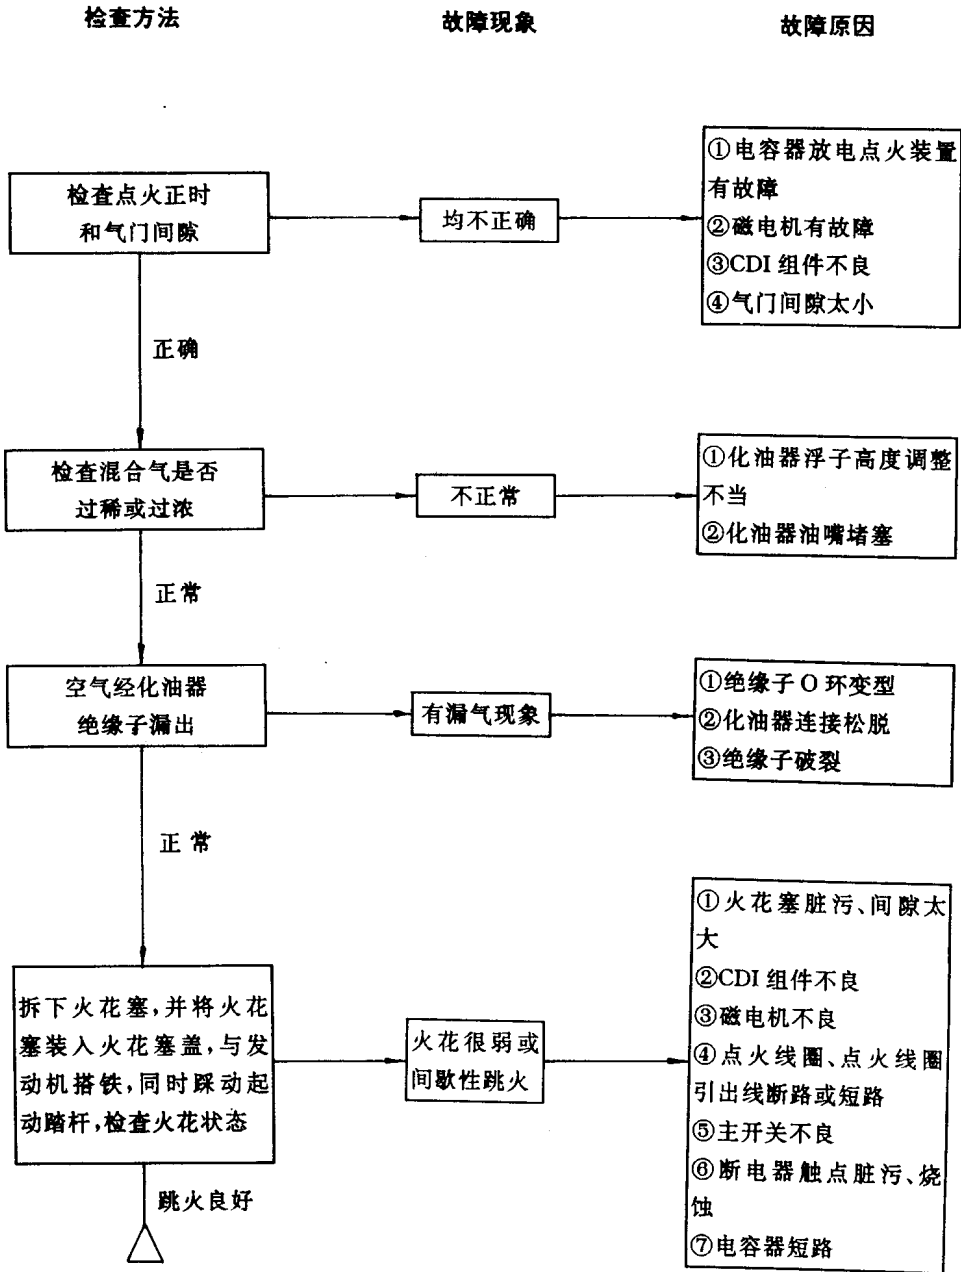 检查方法
故障现象
故障原因
检查点火正时
和气门间隙
均不正确
①电容器放电点火装置
有故障
②磁电机有故障
③CDI 组件不良
④气门间隙太小
正确
检查混合气是否
过稀或过浓
不正常
①化油器浮子高度调整
不当
②化油器油嘴堵塞
正常
空气经化油器
绝缘子漏出
有漏气现象
①绝缘子 O 环变型
②化油器连接松脱
③绝缘子破裂
正常
拆下火花塞,并将火花
塞装入火花塞盖,与发
动机搭铁,同时踩动起
动踏杆,检查火花状态
火花很弱或
间歇性跳火
①火花塞脏污、间隙太
大
②CDI 组件不良
③磁电机不良
④点火线圈、点火线圈
引出线断路或短路
⑤主开关不良
⑥断电器触点脏污、烧
蚀
⑦电容器短路
跳火良好